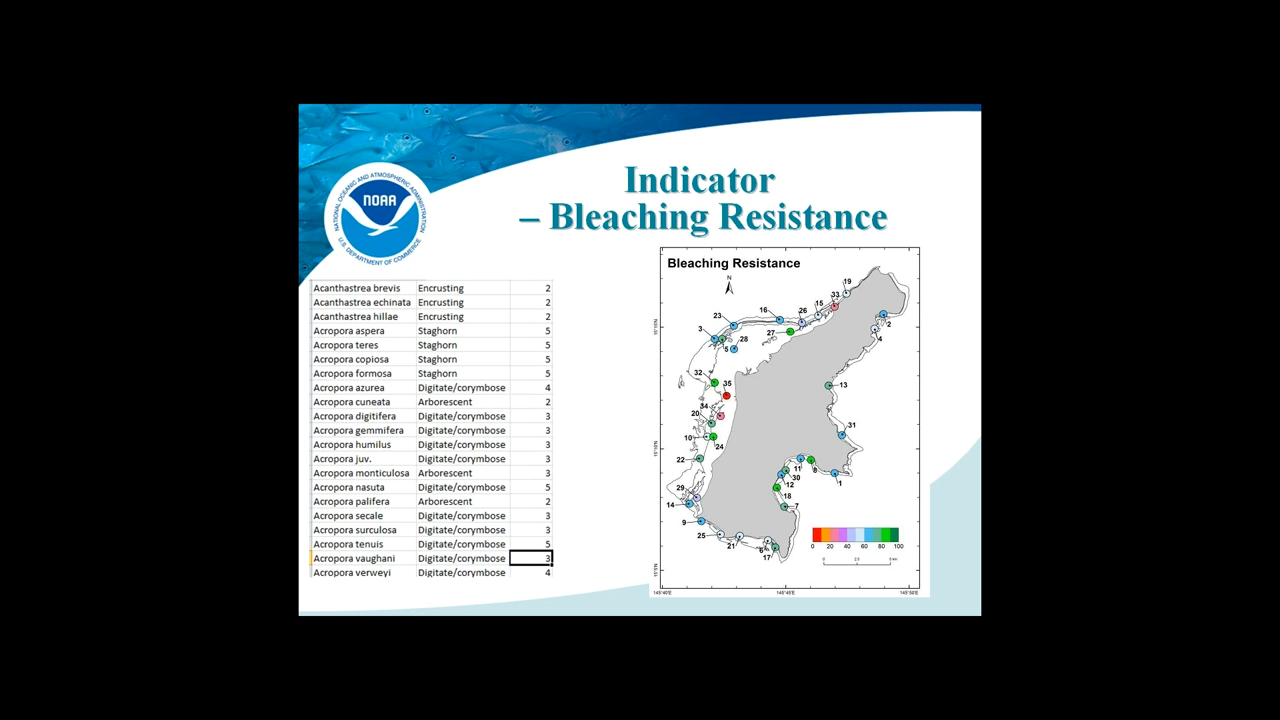 NATIONAL OCEANIC AND ATMOSPHERIC ADMINISTRATION
NOAA
U.S. DEPARTMENT OF COMMERCE
Indicator
– Bleaching Resistance
Acanthastrea brevis Encrusting 2
Acanthastrea echinata Encrusting 2
Acanthastrea hillae Encrusting 2
Acropora aspera Staghorn 5
Acropora teres Staghorn 5
Acropora copiosa Staghorn 5
Acropora formosa Staghorn 5
Acropora azurea Digitate/corymbose 4
Acropora cuneata Arborescent 2
Acropora digitifera Digitate/corymbose 3
Acropora gemmifera Digitate/corymbose 3
Acropora humilus Digitate/corymbose 3
Acropora juv. Digitate/corymbose 3
Acropora monticulosa Arborescent 3
Acropora nasuta Digitate/corymbose 5
Acropora palifera Arborescent 2
Acropora secale Digitate/corymbose 3
Acropora surculosa Digitate/corymbose 3
Acropora tenuis Digitate/corymbose 5
Acropora vaughani Digitate/corymbose 3
Acropora verweyi Digitate/corymbose 4
Bleaching Resistance
N
19
33
15
26
16
23
27
3
5
28
2
4
32
35
13
34
20
10
24
31
22
11
8
1
30
12
29
18
14
7
9
25
21
6
17
0 20 40 60 80 100
145°40'E 145°45'E 145°50'E